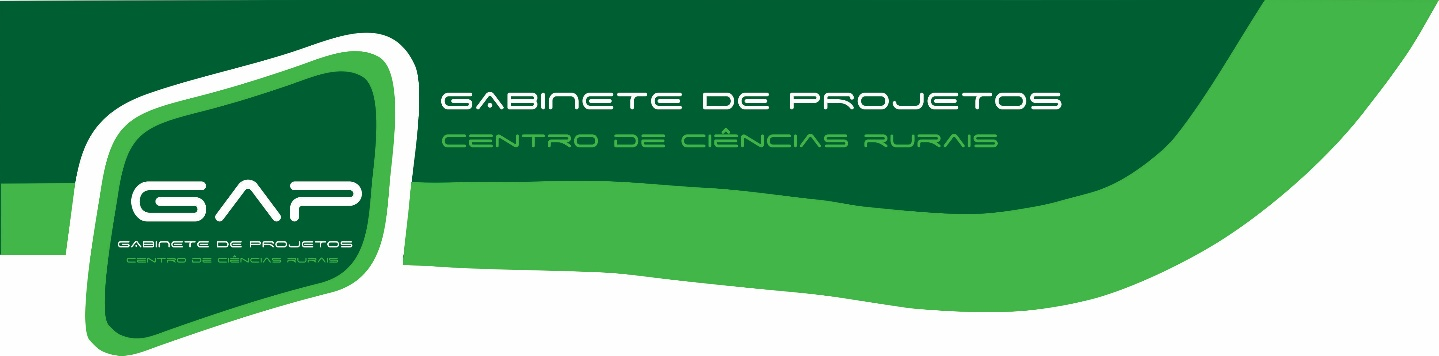 GABINETE DE PROJETOS
CENTRO DE CIÊNCIAS RURAIS
GAP
GABINETE DE PROJETOS
CENTRO DE CIÊNCIAS RURAIS